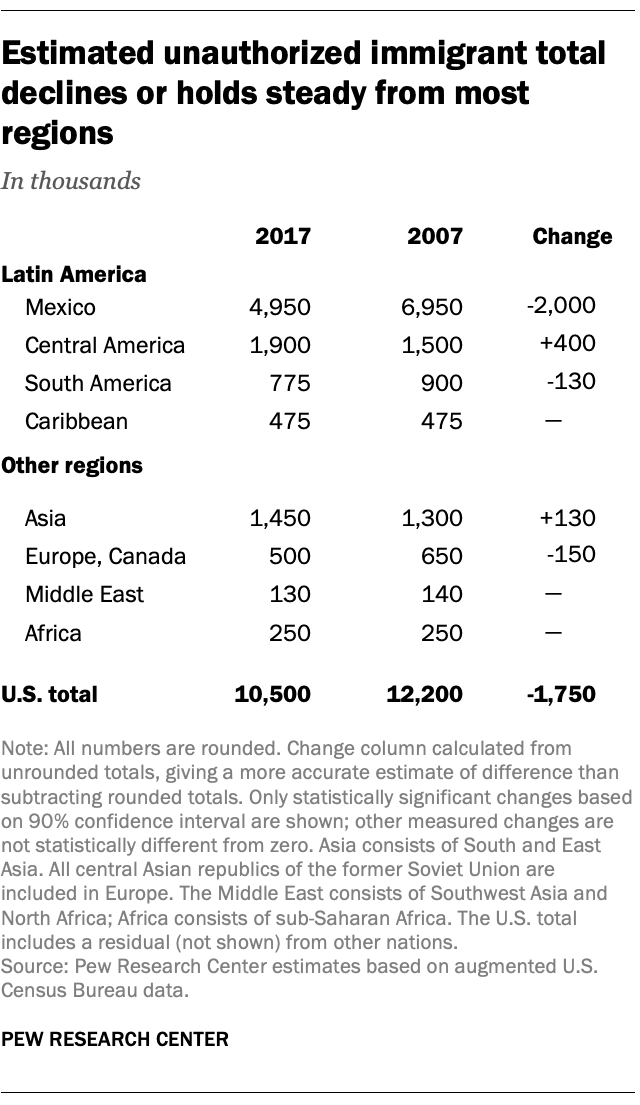 Estimated unauthorized immigrant total
declines or holds steady from most
regions
In thousands
2017 2007 Change
Latin America
Mexico 4,950 6,950 -2,000
Central America 1,900 1,500 +400
South America 775 900 -130
Caribbean 475 475 —
Other regions
Asia 1,450 1,300 +130
Europe, Canada 500 650 -150
Middle East 130 140 —
Africa 250 250 —
U.S. total 10,500 12,200 -1,750
Note: All numbers are rounded. Change column calculated from
unrounded totals, giving a more accurate estimate of difference than
subtracting rounded totals. Only statistically significant changes based
on 90% confidence interval are shown; other measured changes are
not statistically different from zero. Asia consists of South and East
Asia. All central Asian republics of the former Soviet Union are
included in Europe. The Middle East consists of Southwest Asia and
North Africa; Africa consists of sub-Saharan Africa. The U.S. total
includes a residual (not shown) from other nations.
Source: Pew Research Center estimates based on augmented U.S.
Census Bureau data.
PEW RESEARCH CENTER